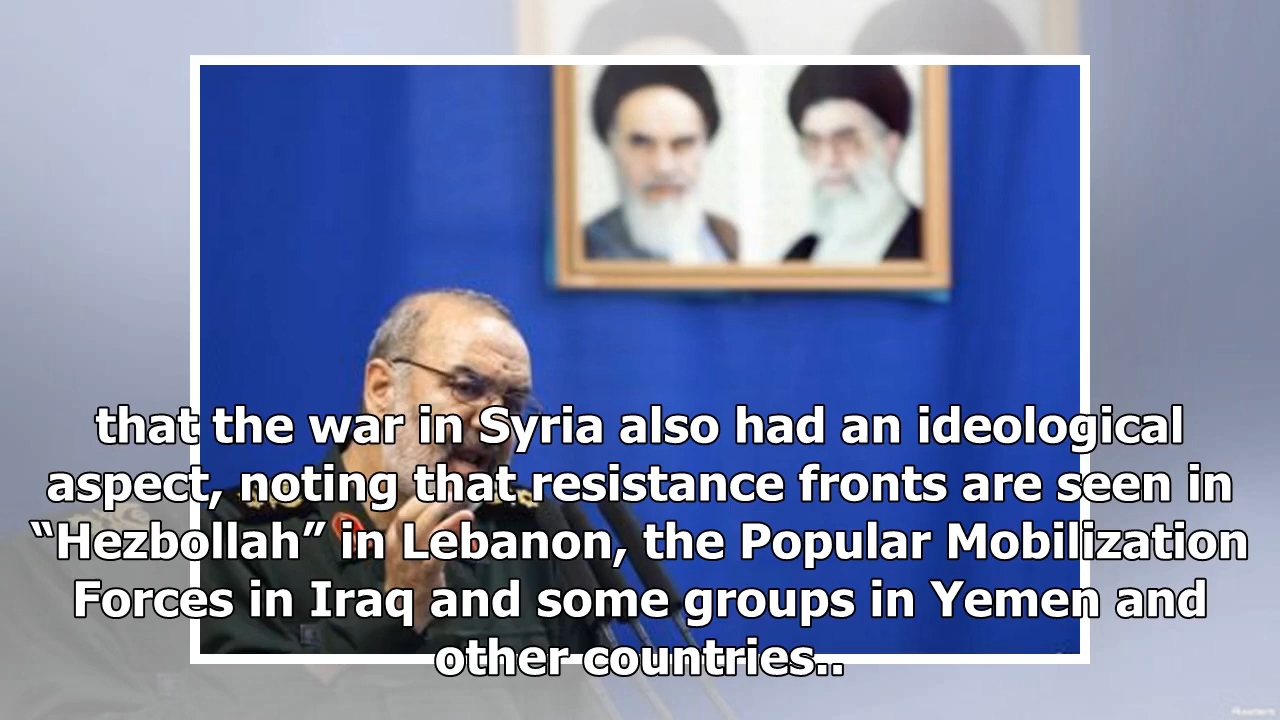 that the war in Syria also had an ideological
aspect, noting that resistance fronts are seen in
“Hezbollah” in Lebanon, the Popular Mobilization
Forces in Iraq and some groups in Yemen and
other countries..